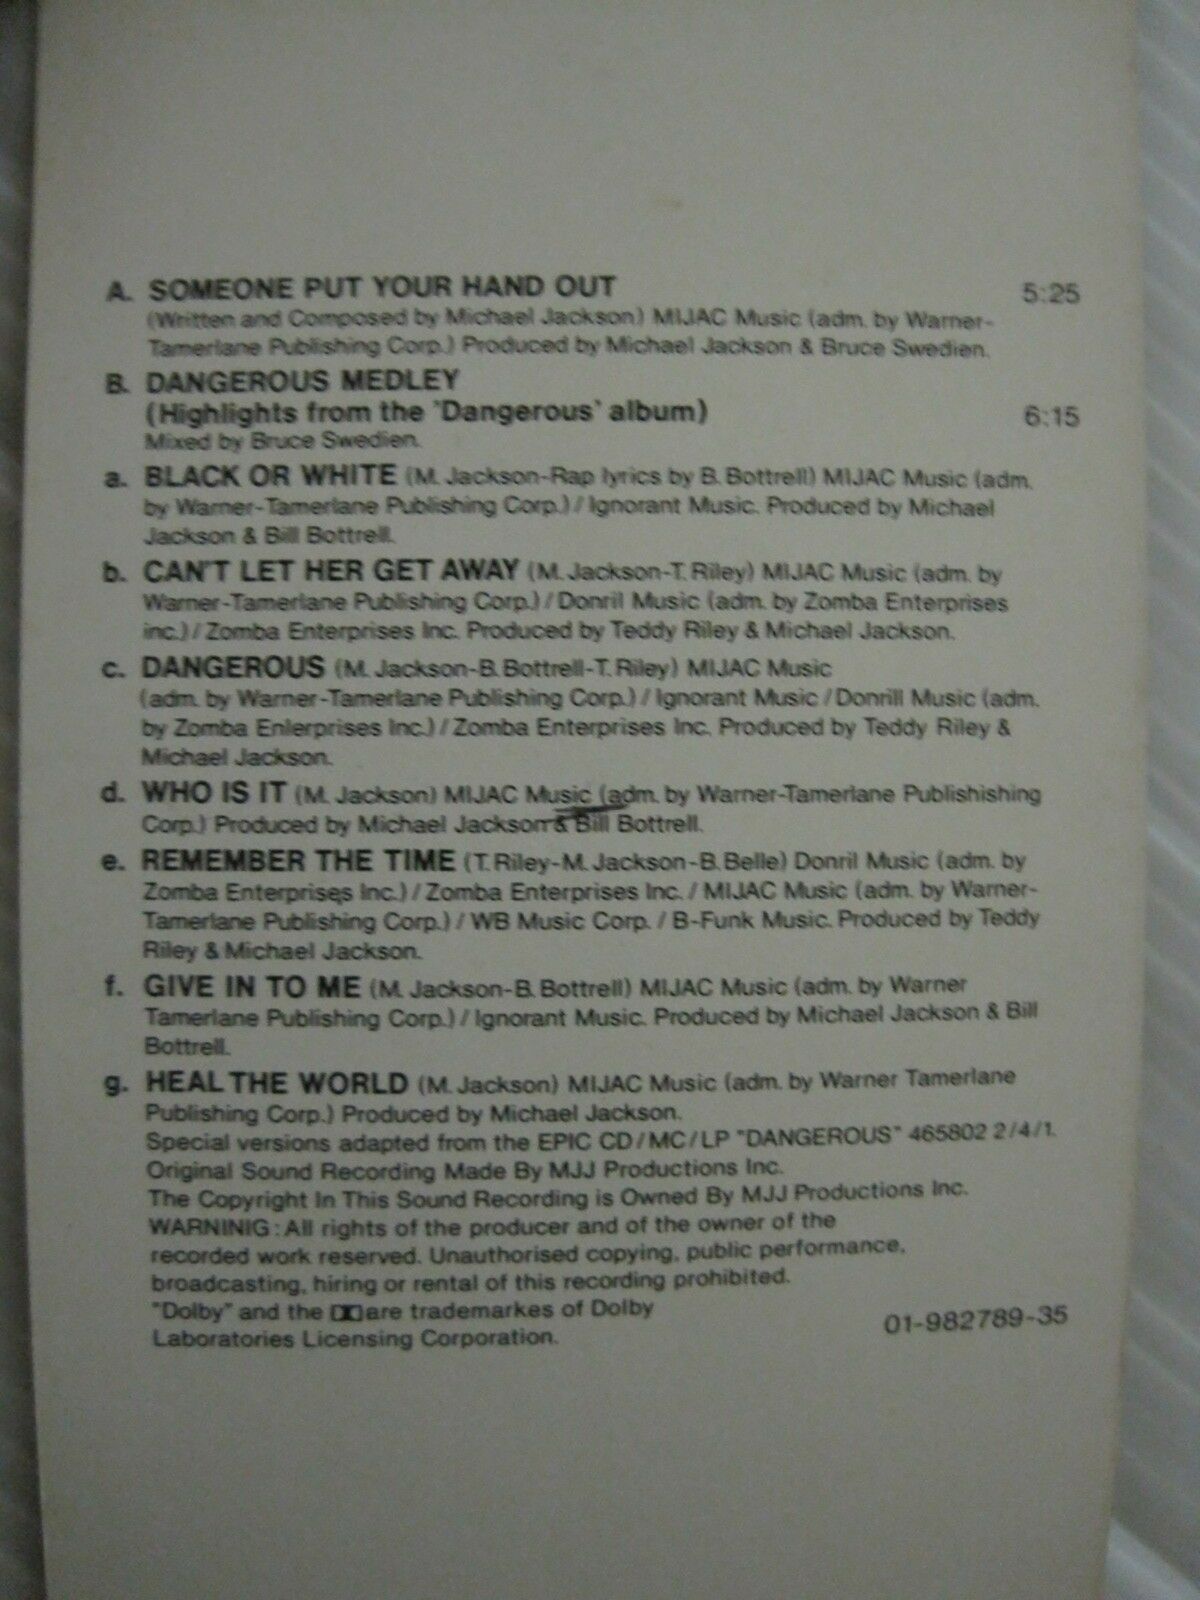 A. SOMEONE PUT YOUR HAND OUT 5:25
(Written and Composed by Michael Jackson) MIJAC Music (adm. by Warner-
Tamerlane Publishing Corp.) Produced by Michael Jackson & Bruce Swedien.
B. DANGEROUS MEDLEY
(Highlights from the 'Dangerous' album) 6:15
Mixed by Bruce Swedien.
a. BLACK OR WHITE (M. Jackson-Rap lyrics by B. Bottrell) MIJAC Music (adm.
by Warner-Tamerlane Publishing Corp.) / Ignorant Music. Produced by Michael
Jackson & Bill Bottrell.
b. CAN'T LET HER GET AWAY (M. Jackson-T. Riley) MIJAC Music (adm. by
Warner-Tamerlane Publishing Corp.) / Donril Music (adm. by Zomba Enterprises
inc.) / Zomba Enterprises Inc. Produced by Teddy Riley & Michael Jackson.
c. DANGEROUS (M. Jackson-B. Bottrell-T. Riley) MIJAC Music
(adm. by Warner-Tamerlane Publishing Corp.) / Ignorant Music / Donrill Music (adm.
by Zomba Enlerprises Inc.) / Zomba Enterprises Inc. Produced by Teddy Riley &
Michael Jackson.
d. WHO IS IT (M. Jackson) MIJAC Music (adm. by Warner-Tamerlane Publishishing
Corp.) Produced by Michael Jackson & Bill Bottrell.
e. REMEMBER THE TIME (T. Riley-M. Jackson-B. Belle) Donril Music (adm. by
Zomba Enterprises Inc.) / Zomba Enterprises Inc. / MIJAC Music (adm. by Warner-
Tamerlane Publishing Corp.) / WB Music Corp. / B-Funk Music. Produced by Teddy
Riley & Michael Jackson.
f. GIVE IN TO ME (M. Jackson-B. Bottrell) MIJAC Music (adm. by Warner
Tamerlane Publishing Corp.) / Ignorant Music. Produced by Michael Jackson & Bill
Bottrell.
g. HEAL THE WORLD (M. Jackson) MIJAC Music (adm. by Warner Tamerlane
Publishing Corp.) Produced by Michael Jackson.
Special versions adapted from the EPIC CD/MC/LP "DANGEROUS" 465802 2/4/1.
Original Sound Recording Made By MJJ Productions Inc.
The Copyright In This Sound Recording is Owned By MJJ Productions Inc.
WARNINIG : All rights of the producer and of the owner of the
recorded work reserved. Unauthorised copying, public performance,
broadcasting, hiring or rental of this recording prohibited.
"Dolby" and the are trademarkes of Dolby
Laboratories Licensing Corporation. 01-982789-35